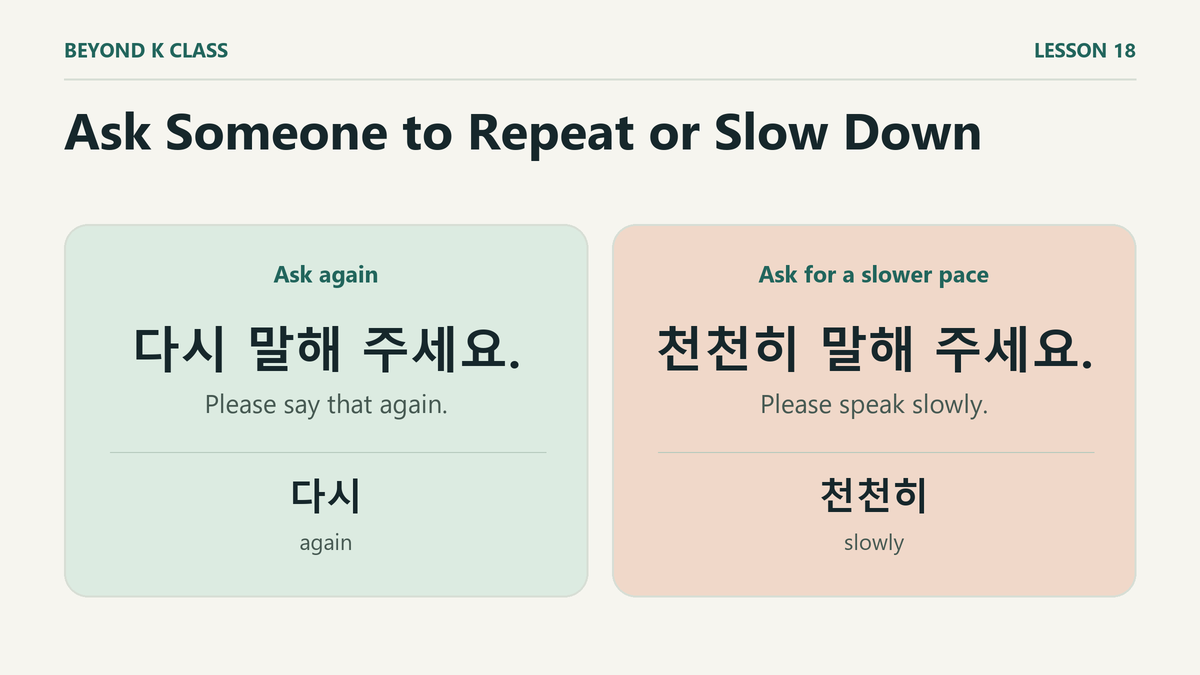 BEYOND K CLASS
LESSON 18
Ask Someone to Repeat or Slow Down
Ask again
다시 말해 주세요.
Please say that again.
다시
again
Ask for a slower pace
천천히 말해 주세요.
Please speak slowly.
천천히
slowly